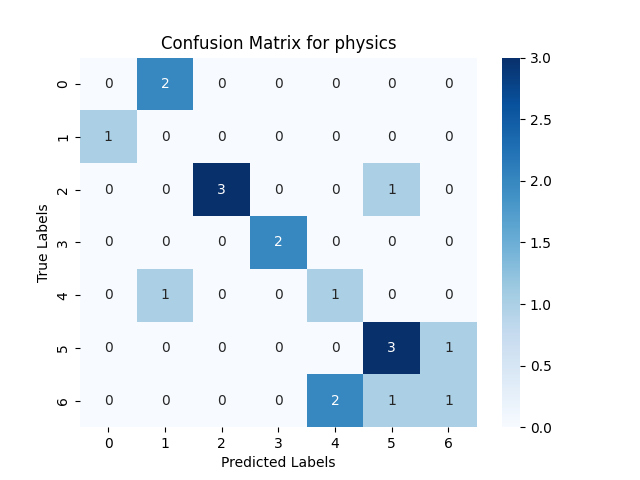 Confusion Matrix for physics
True Labels
0 0 2 0 0 0 0 0
1 1 0 0 0 0 0 0
2 0 0 3 0 0 1 0
3 0 0 0 2 0 0 0
4 0 1 0 0 1 0 0
5 0 0 0 0 0 3 1
6 0 0 0 0 2 1 1
0 1 2 3 4 5 6
Predicted Labels
3.0
2.5
2.0
1.5
1.0
0.5
0.0